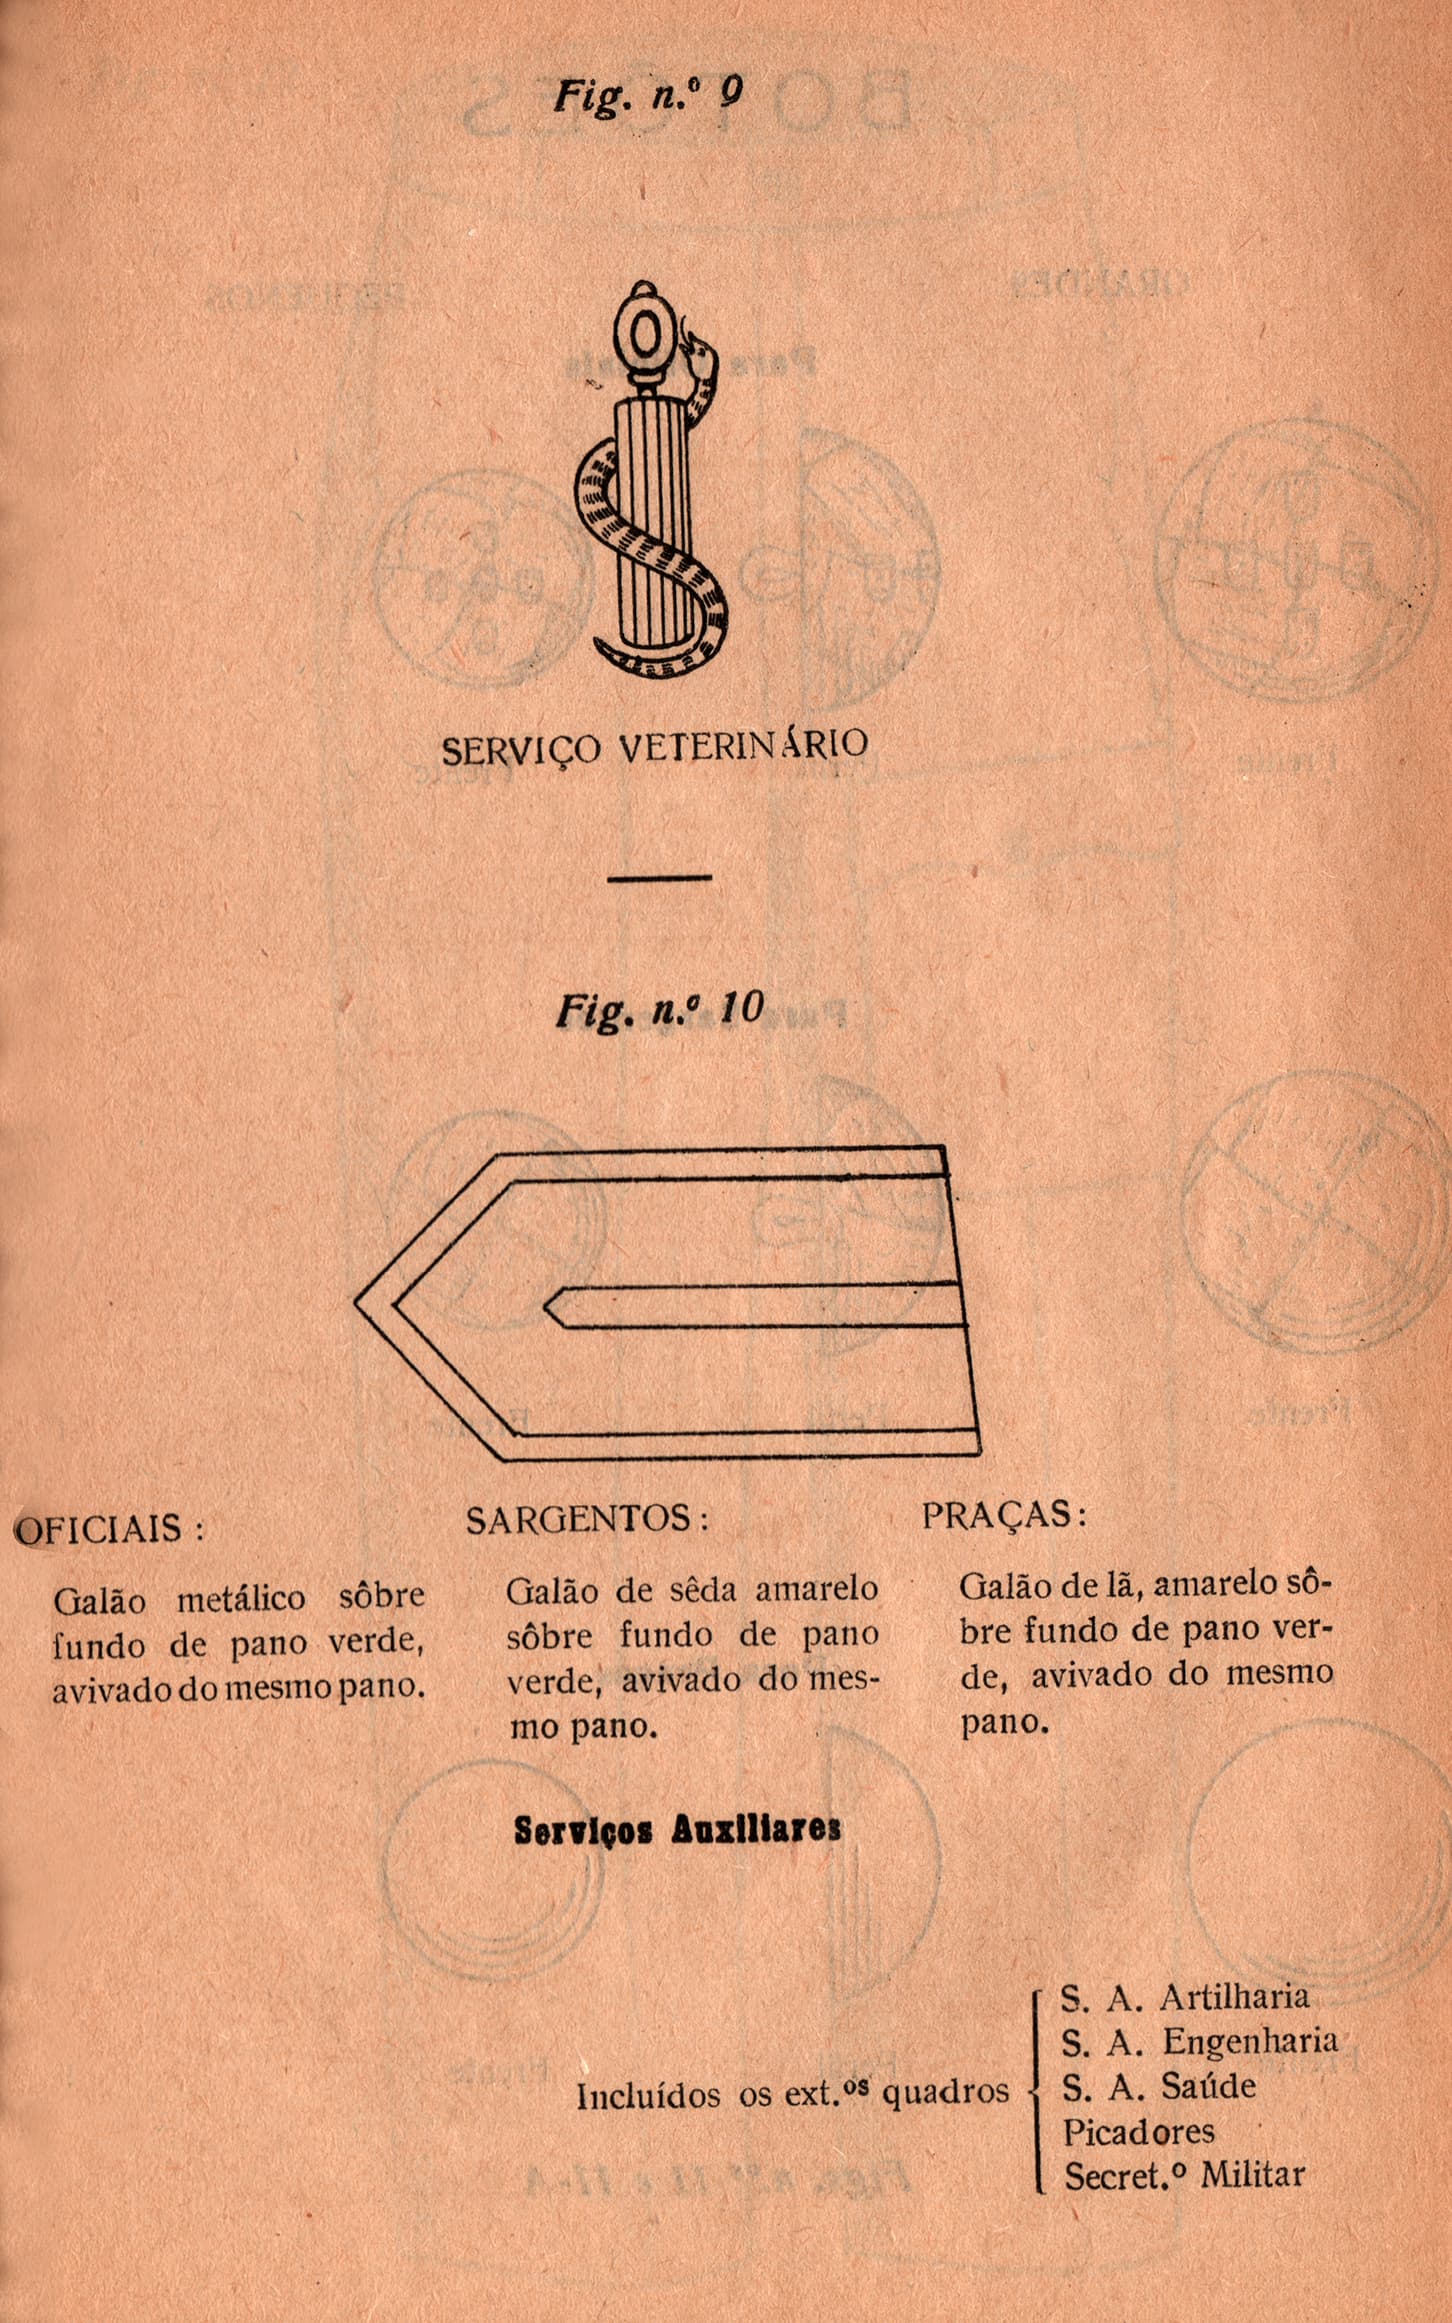 Fig. n.º 9
SERVIÇO VETERINÁRIO
Fig. n.º 10
OFICIAIS :
Galão metálico sôbre
fundo de pano verde,
avivado do mesmo pano.
SARGENTOS :
Galão de sêda amarelo
sôbre fundo de pano
verde, avivado do mes-
mo pano.
PRAÇAS :
Galão de lã, amarelo sô-
bre fundo de pano ver-
de, avivado do mesmo
pano.
Serviços Auxiliares
Incluídos os ext.ºs quadros
S. A. Artilharia
S. A. Engenharia
S. A. Saúde
Picadores
Secret.º Militar